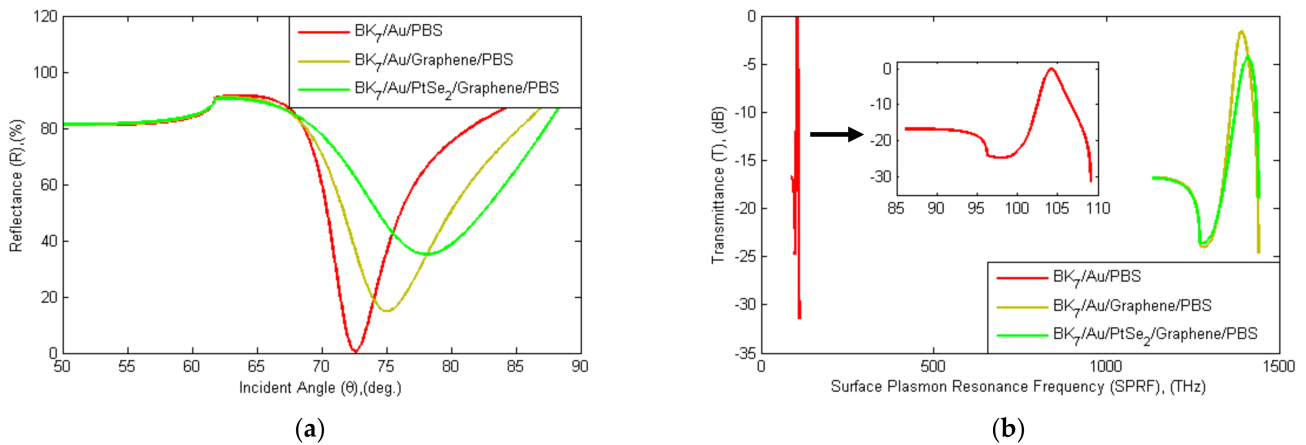 120
100
80
60
40
20
0
Reflectance (R),(%)
BK7/Au/PBS
BK7/Au/Graphene/PBS
BK7/Au/PtSe2/Graphene/PBS
50 55 60 65 70 75 80 85 90
Incident Angle (θ),(deg.)
(a)
0
-5
-10
-15
-20
-25
-30
-35
Transmittance (T), (dB)
0
-10
-20
-30
85 90 95 100 105 110
BK7/Au/PBS
BK7/Au/Graphene/PBS
BK7/Au/PtSe2/Graphene/PBS
0 500 1000 1500
Surface Plasmon Resonance Frequency (SPRF), (THz)
(b)